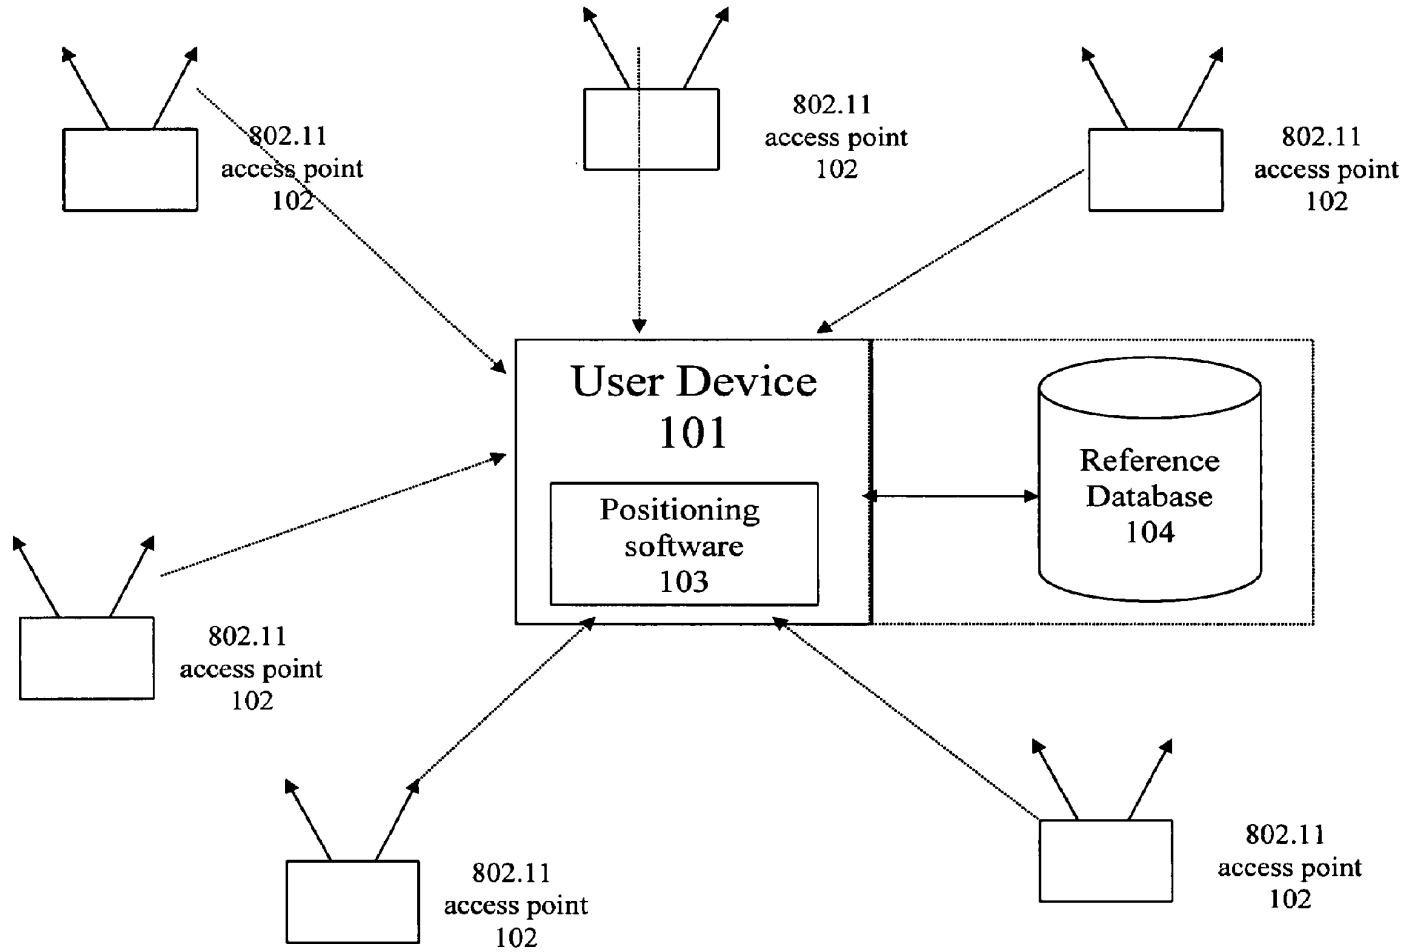 802.11
access point
102
802.11
access point
102
802.11
access point
102
User Device
101
Positioning
software
103
Reference
Database
104
802.11
access point
102
802.11
access point
102
802.11
access point
102